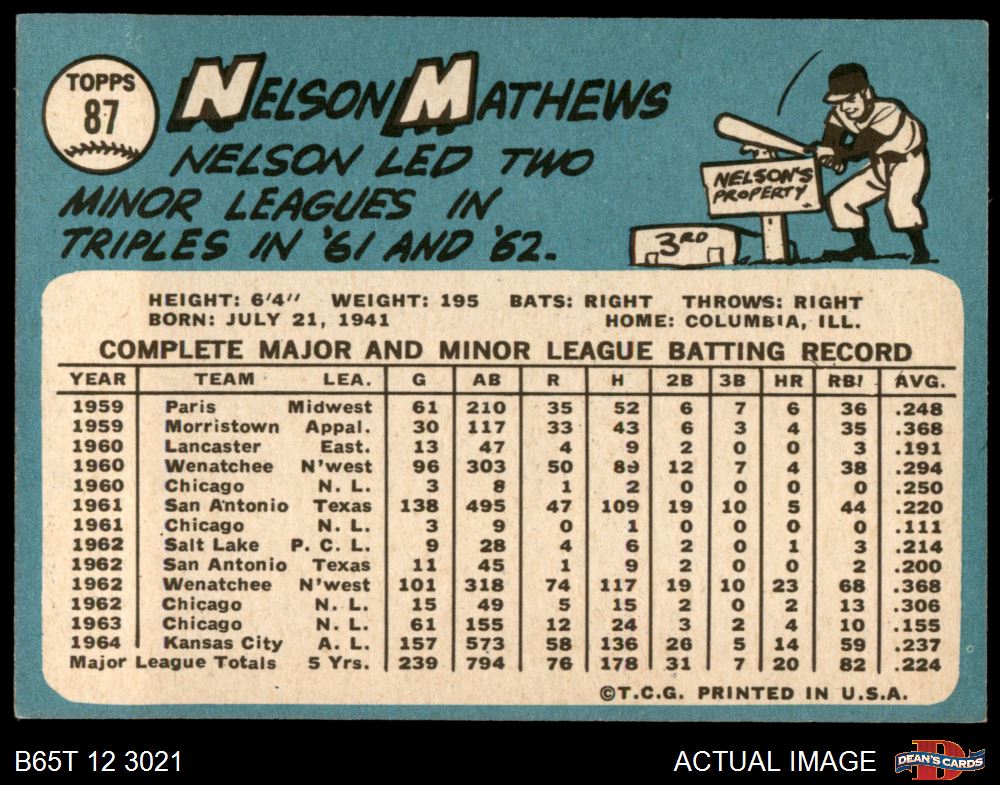 TOPPS
87
NELSON MATHEWS
NELSON LED TWO
MINOR LEAGUES IN
TRIPLES IN '61 AND '62.
NELSON'S
PROPERTY
3RD
HEIGHT: 6'4" WEIGHT: 195 BATS: RIGHT THROWS: RIGHT
BORN: JULY 21, 1941 HOME: COLUMBIA, ILL.
COMPLETE MAJOR AND MINOR LEAGUE BATTING RECORD
YEAR TEAM LEA. G AB R H 2B 3B HR RBI AVG.
1959 Paris Midwest 61 210 35 52 6 7 6 36 .248
1959 Morristown Appal. 30 117 33 43 6 3 4 35 .368
1960 Lancaster East. 13 47 4 9 2 0 0 3 .191
1960 Wenatchee N'west 96 303 50 89 12 7 4 38 .294
1960 Chicago N. L. 3 8 1 2 0 0 0 0 .250
1961 San Antonio Texas 138 495 47 109 19 10 5 44 .220
1961 Chicago N. L. 3 9 0 1 0 0 0 0 .111
1962 Salt Lake P. C. L. 9 28 4 6 2 0 1 3 .214
1962 San Antonio Texas 11 45 1 9 2 0 0 2 .200
1962 Wenatchee N'west 101 318 74 117 19 10 23 68 .368
1962 Chicago N. L. 15 49 5 15 2 0 2 13 .306
1963 Chicago N. L. 61 155 12 24 3 2 4 10 .155
1964 Kansas City A. L. 157 573 58 136 26 5 14 59 .237
Major League Totals 5 Yrs. 239 794 76 178 31 7 20 82 .224
©T.C.G. PRINTED IN U.S.A.
B65T 12 3021 ACTUAL IMAGE
D
DEAN'S CARDS